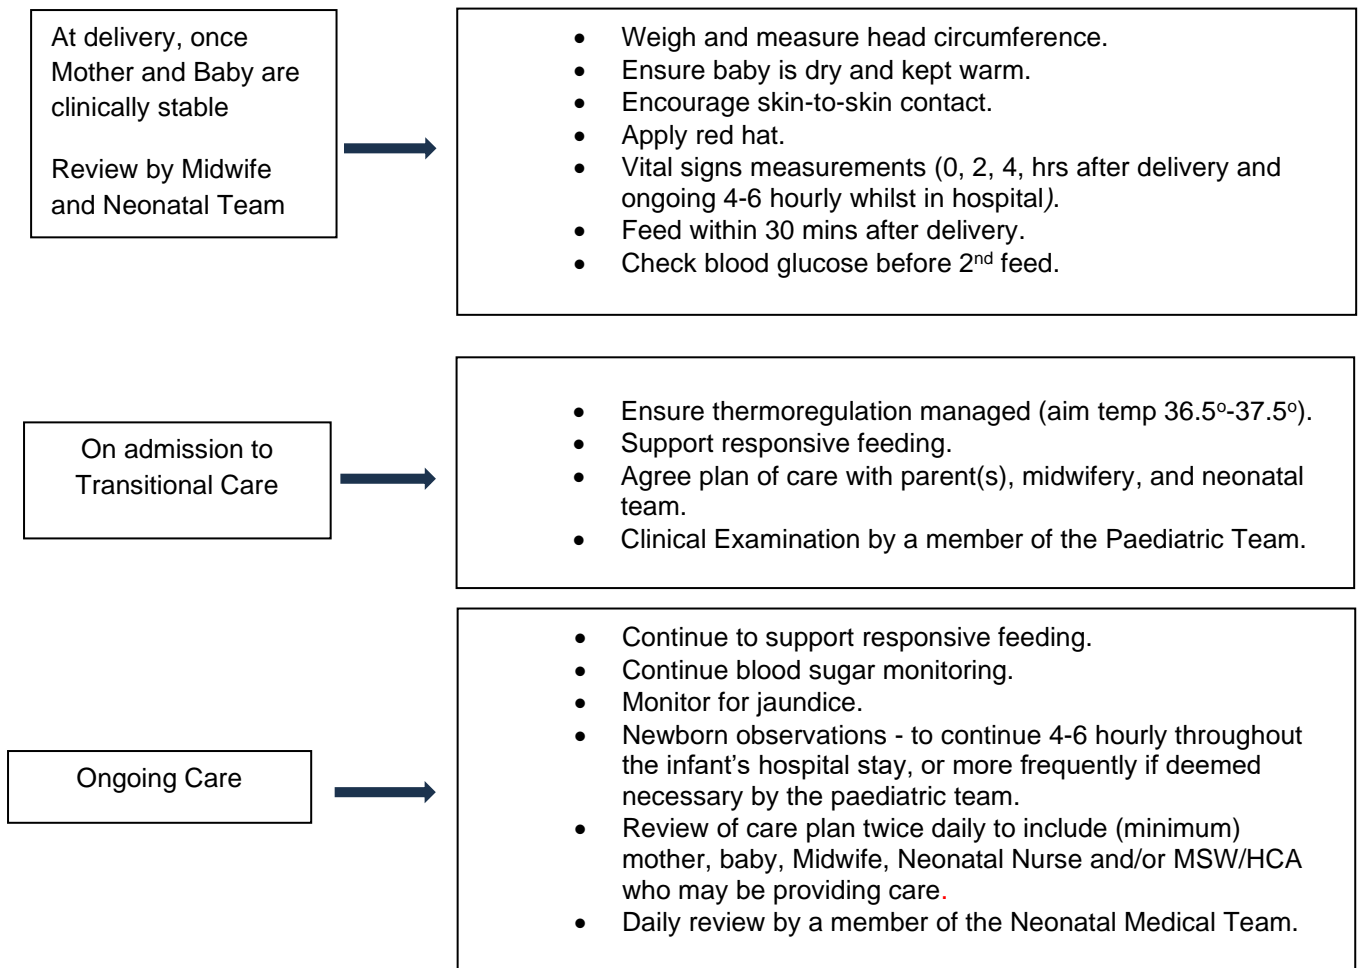 At delivery, once
Mother and Baby are
clinically stable
Review by Midwife
and Neonatal Team
• Weigh and measure head circumference.
• Ensure baby is dry and kept warm.
• Encourage skin-to-skin contact.
• Apply red hat.
• Vital signs measurements (0, 2, 4, hrs after delivery and
ongoing 4-6 hourly whilst in hospital).
• Feed within 30 mins after delivery.
• Check blood glucose before 2nd feed.
On admission to
Transitional Care
• Ensure thermoregulation managed (aim temp 36.5º-37.5º).
• Support responsive feeding.
• Agree plan of care with parent(s), midwifery, and neonatal
team.
• Clinical Examination by a member of the Paediatric Team.
Ongoing Care
• Continue to support responsive feeding.
• Continue blood sugar monitoring.
• Monitor for jaundice.
• Newborn observations - to continue 4-6 hourly throughout
the infant’s hospital stay, or more frequently if deemed
necessary by the paediatric team.
• Review of care plan twice daily to include (minimum)
mother, baby, Midwife, Neonatal Nurse and/or MSW/HCA
who may be providing care.
• Daily review by a member of the Neonatal Medical Team.